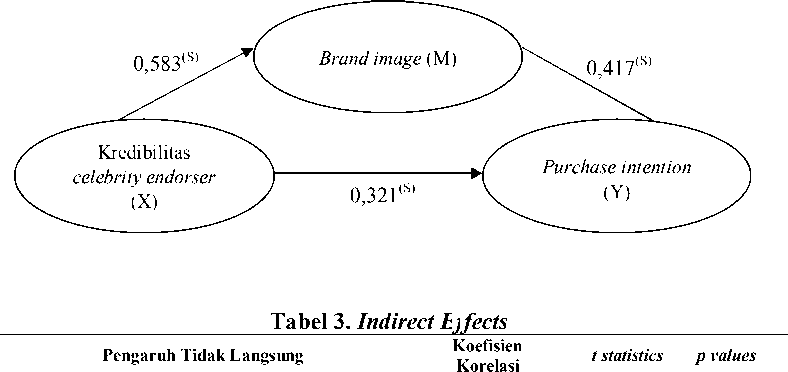 Brand image (M)
0,583(S)
0,417(S)
Kredibilitas
celebrity endorser
(X)
Purchase intention
(Y)
0,321(S)
Tabel 3. Indirect Effects
Pengaruh Tidak Langsung Koefisien Korelasi t statistics p values